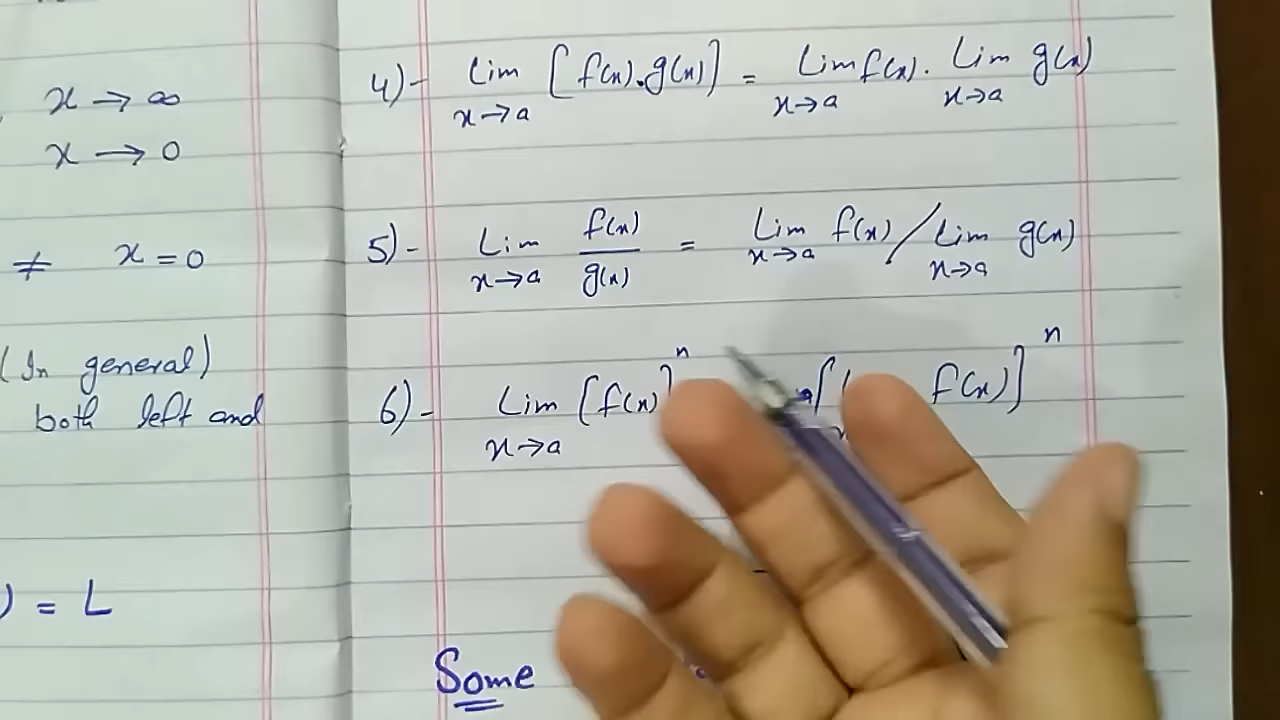 x → ∞
x → 0
≠ x = 0
(In general)
both left and
) = L
4)- Lim x→a [f(x).g(x)] = Lim x→a f(x). Lim x→a g(x)
5)- Lim x→a f(x)/g(x) = Lim x→a f(x) / Lim x→a g(x)
6)- Lim x→a [f(x)]^n [ f(x)]^n
Some